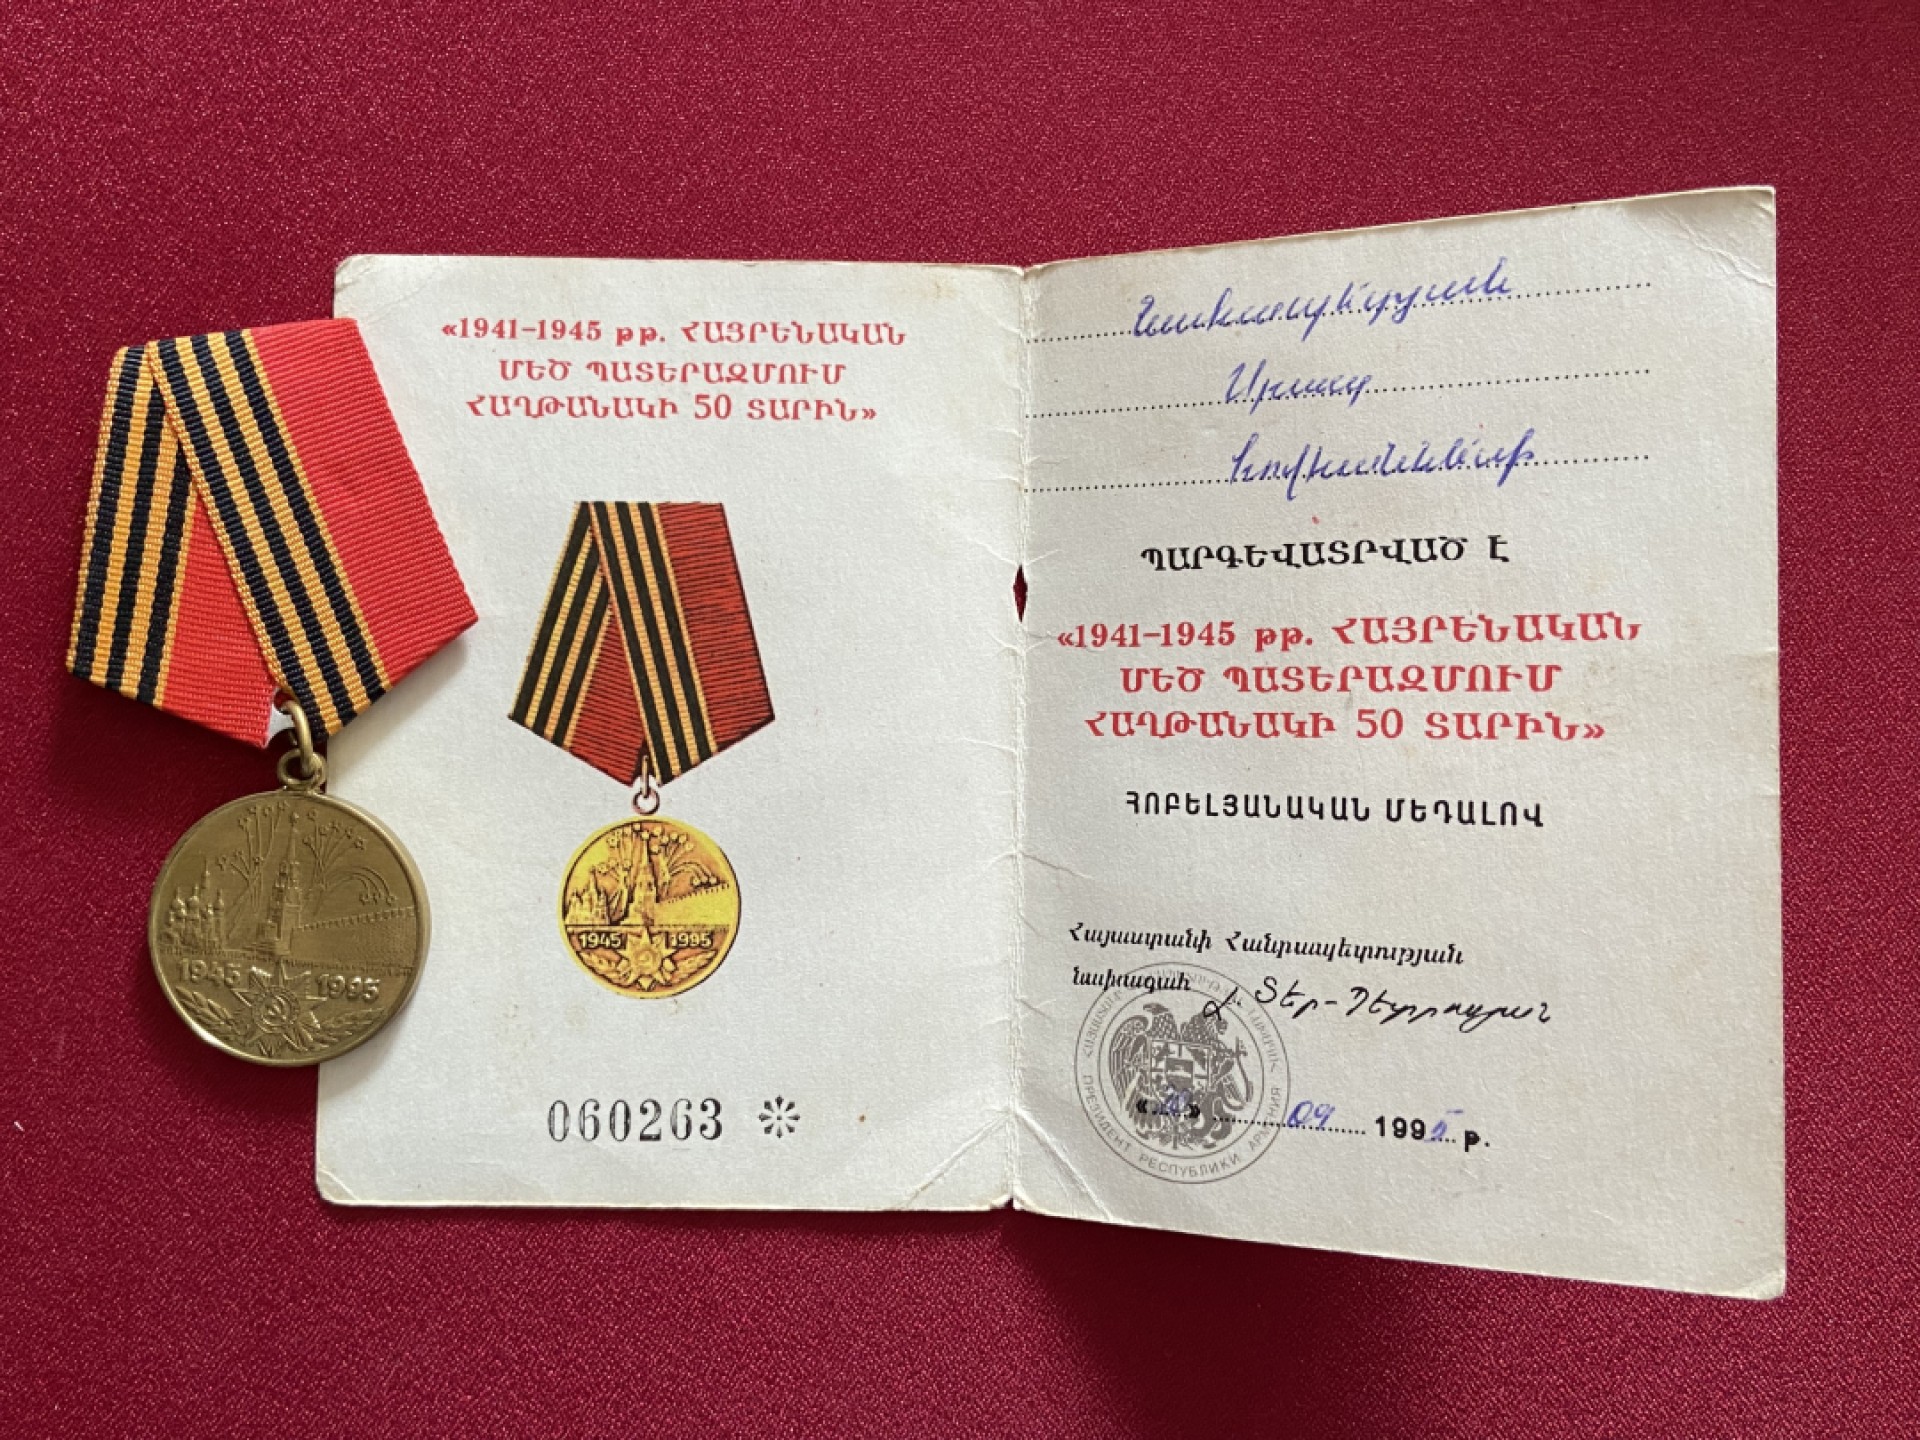 «1941–1945 թթ. ՀԱՅՐԵՆԱԿԱՆ
ՄԵԾ ՊԱՏԵՐԱԶՄՈՒՄ
ՀԱՂԹԱՆԱԿԻ 50 ՏԱՐԻՆ»
1945 1995
1945 1995
060263
ՊԱՐԳԵՎԱՏՐՎԱԾ Է
«1941–1945 թթ. ՀԱՅՐԵՆԱԿԱՆ
ՄԵԾ ՊԱՏԵՐԱԶՄՈՒՄ
ՀԱՂԹԱՆԱԿԻ 50 ՏԱՐԻՆ»
ՀՈԲԵԼՅԱՆԱԿԱՆ ՄԵԴԱԼՈՎ
Հայաստանի Հանրապետության
նախագահ Լ. Տեր-Պետրոսյան
09 1995 թ.
ПРЕЗИДЕНТ РЕСПУБЛИКИ АРМЕНИЯ